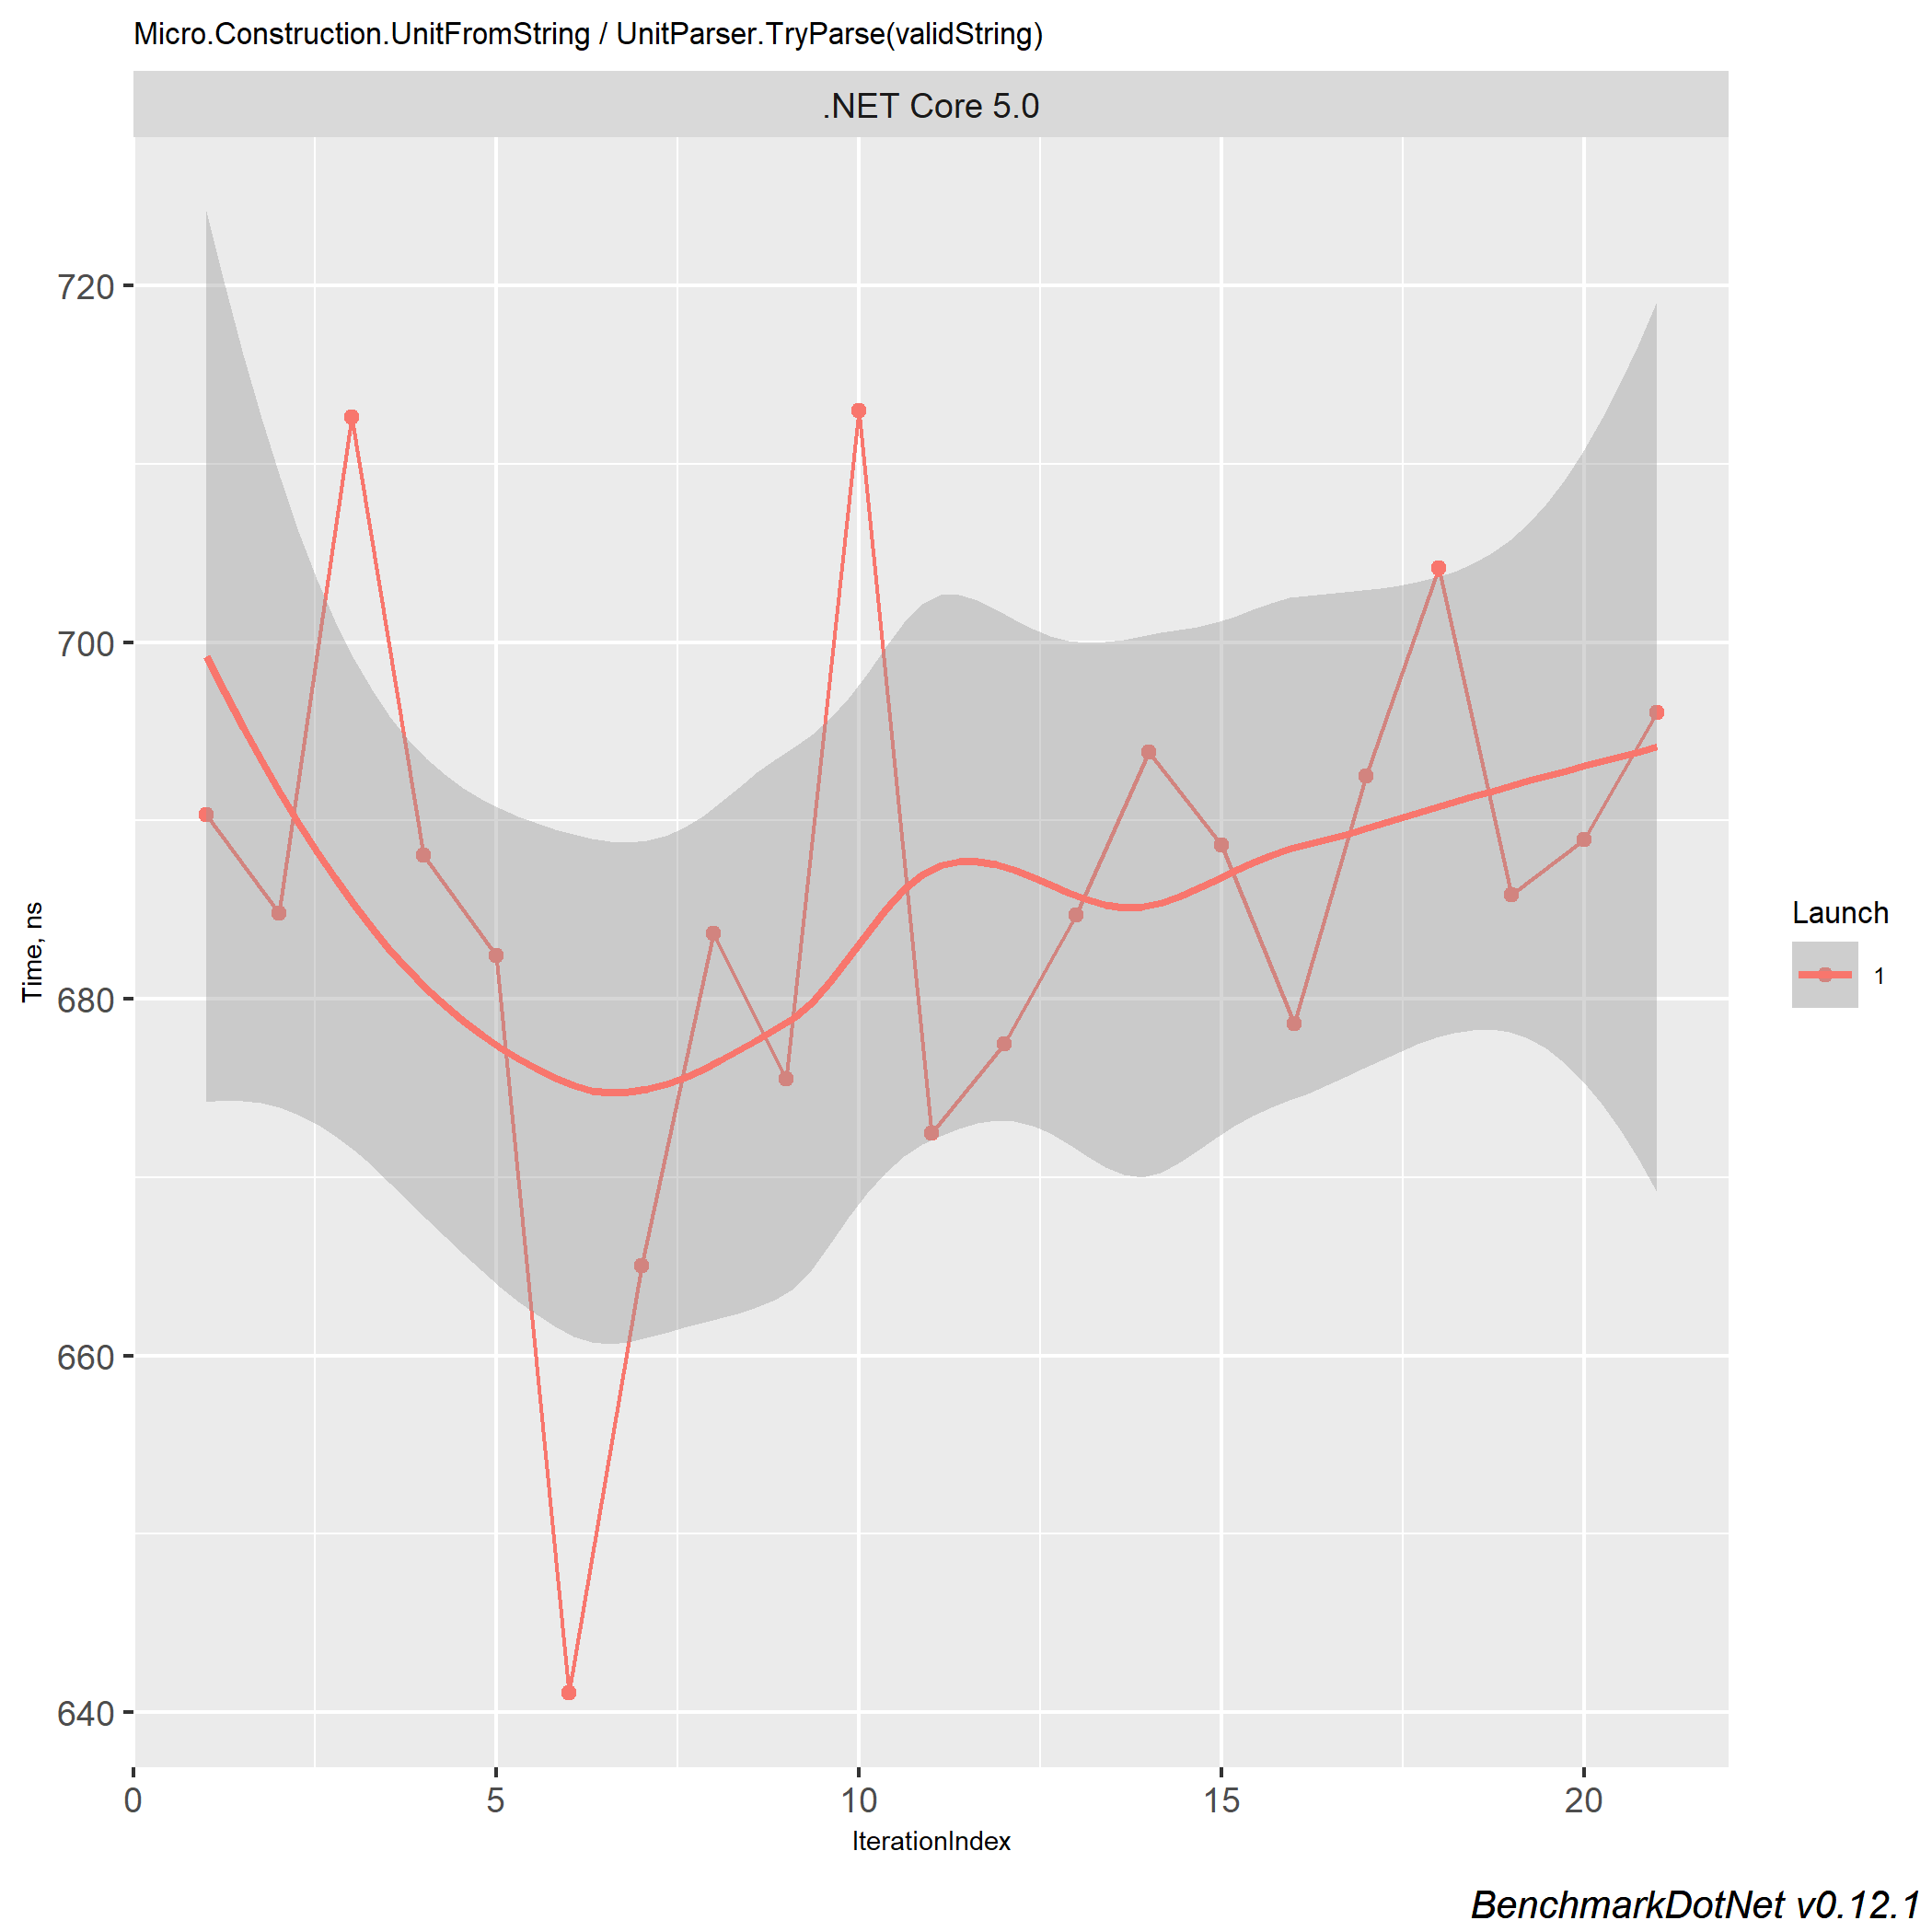 Micro.Construction.UnitFromString / UnitParser.TryParse(validString)
.NET Core 5.0
720
700
680
660
640
Time, ns
0 5 10 15 20
IterationIndex
Launch
1
BenchmarkDotNet v0.12.1